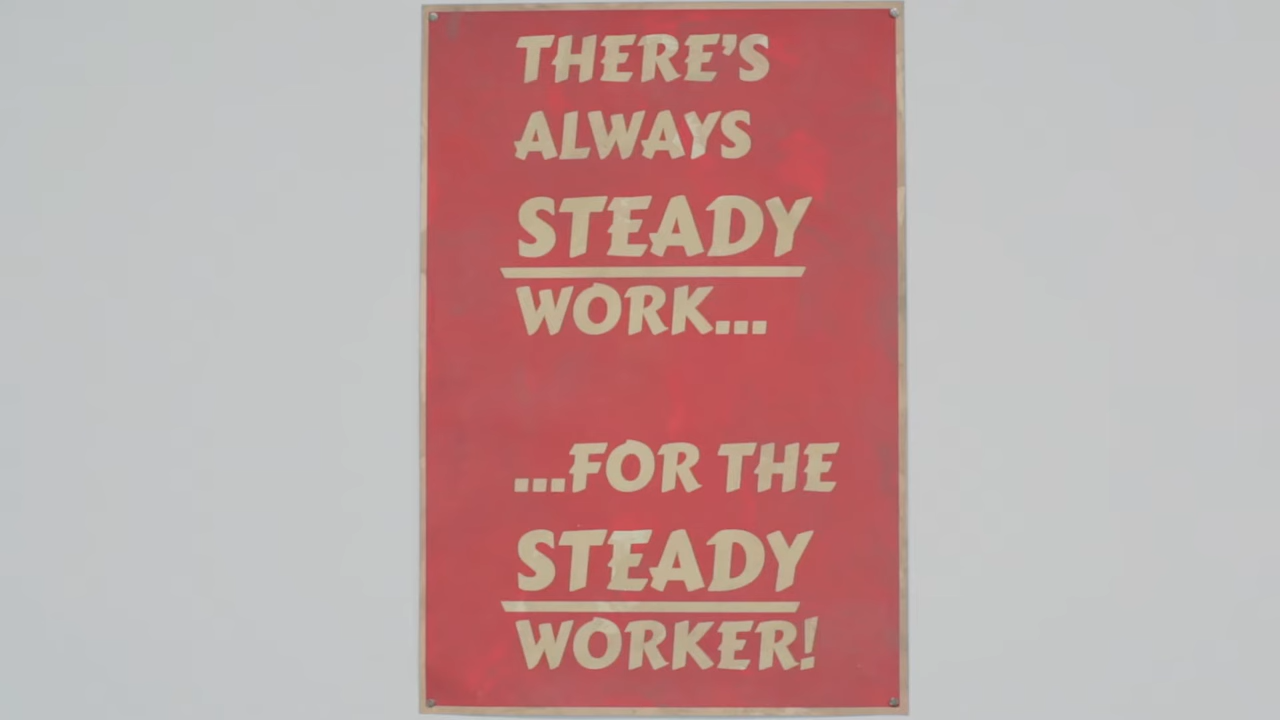 THERE'S
ALWAYS
STEADY
WORK...
...FOR THE
STEADY
WORKER!